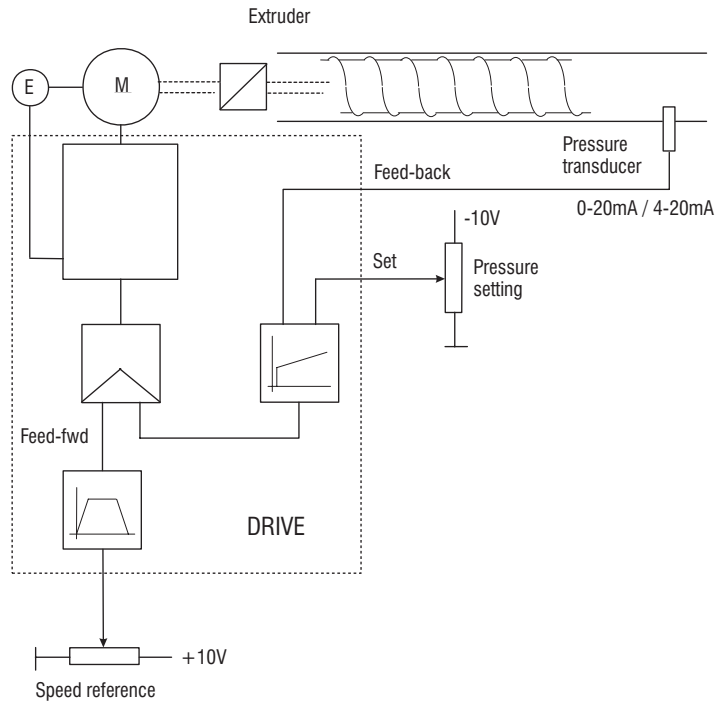 Extruder
E
M
Pressure
transducer
Feed-back
0-20mA / 4-20mA
-10V
Set
Pressure
setting
Feed-fwd
DRIVE
+10V
Speed reference